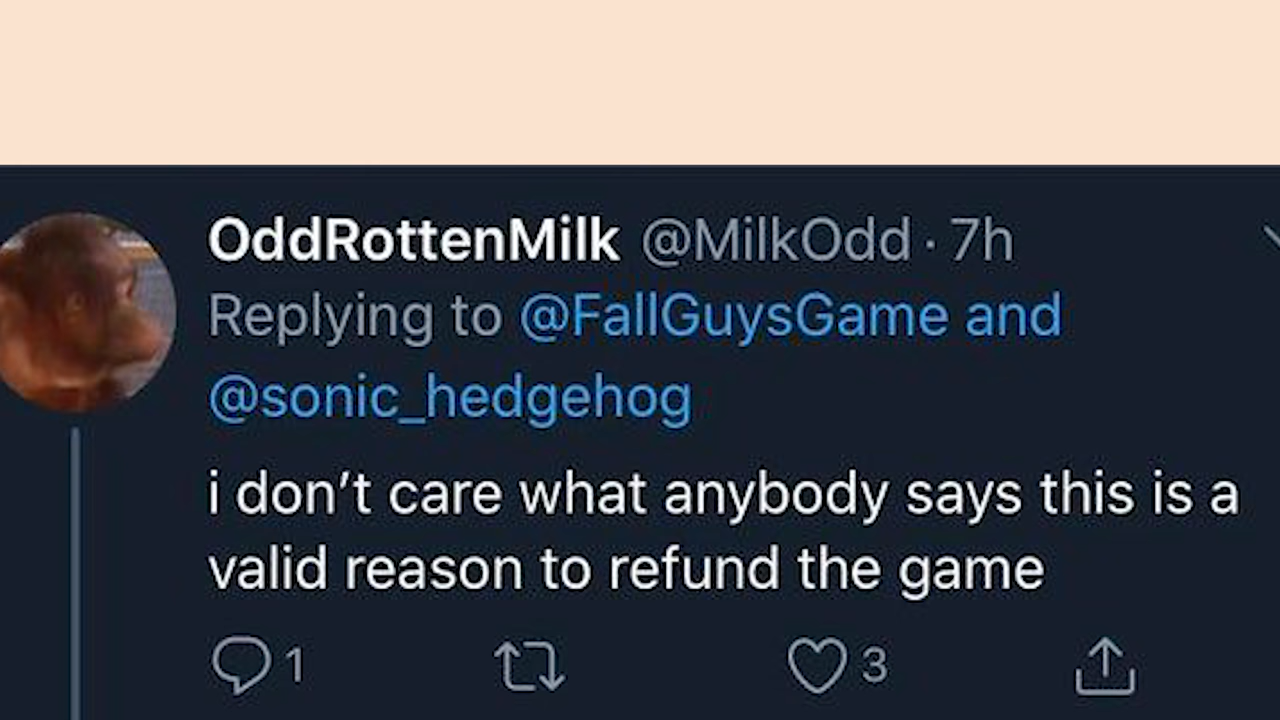 OddRottenMilk @MilkOdd · 7h
Replying to @FallGuysGame and
@sonic_hedgehog
i don’t care what anybody says this is a
valid reason to refund the game
1 3